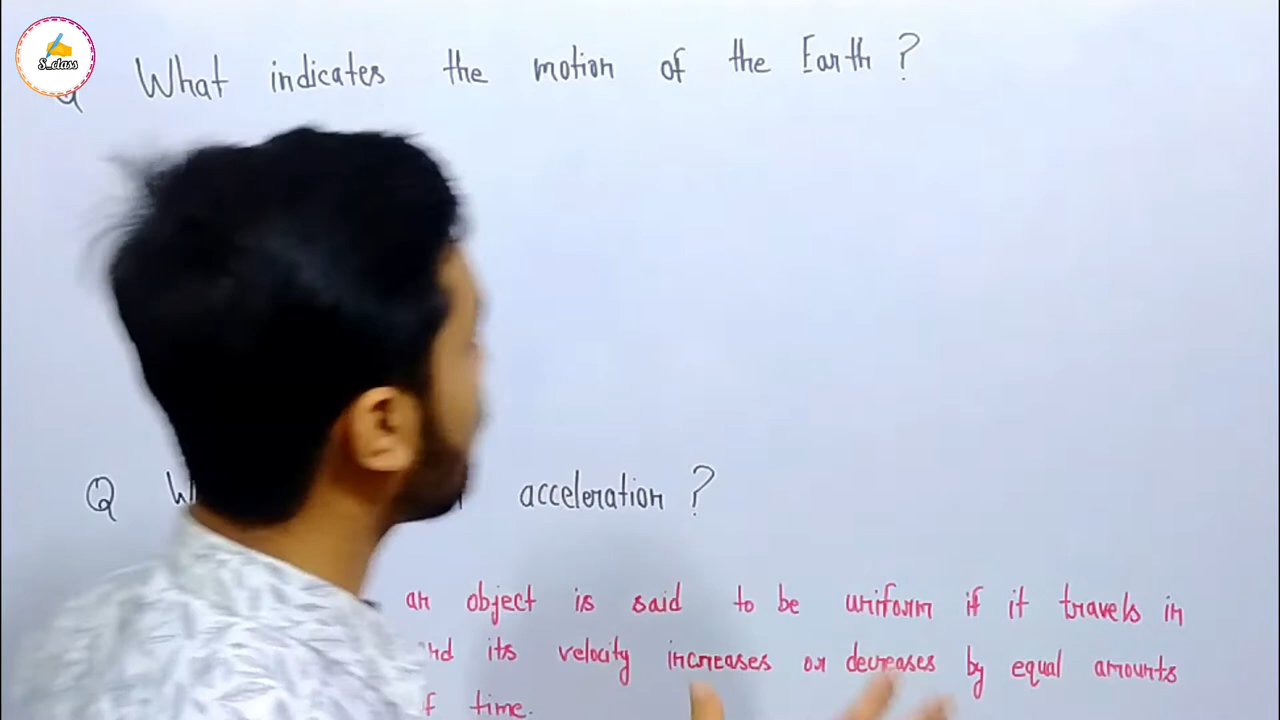 S_class
What indicates the motion of the Earth ?
Q acceleration ?
an object is said to be uniform if it travels in
its velocity increases or decreases by equal amounts
time.